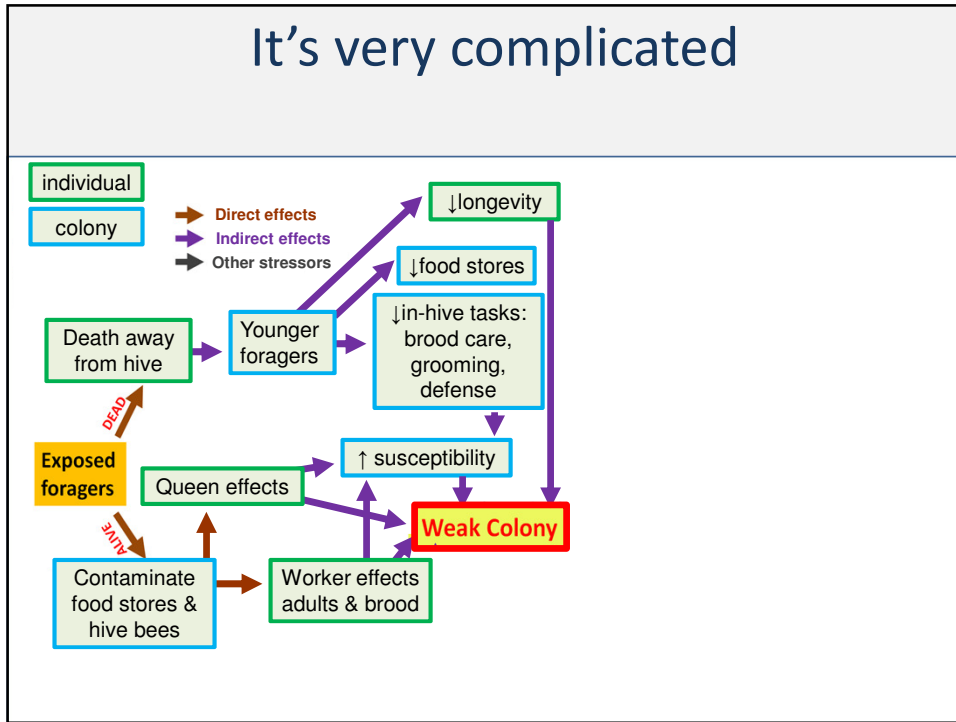 It’s very complicated
individual
colony
Direct effects
Indirect effects
Other stressors
↓longevity
↓food stores
↓in-hive tasks:
brood care,
grooming,
defense
Younger
foragers
Death away
from hive
DEAD
Exposed
foragers
ALIVE
↑ susceptibility
Queen effects
Weak Colony
Contaminate
food stores &
hive bees
Worker effects
adults & brood